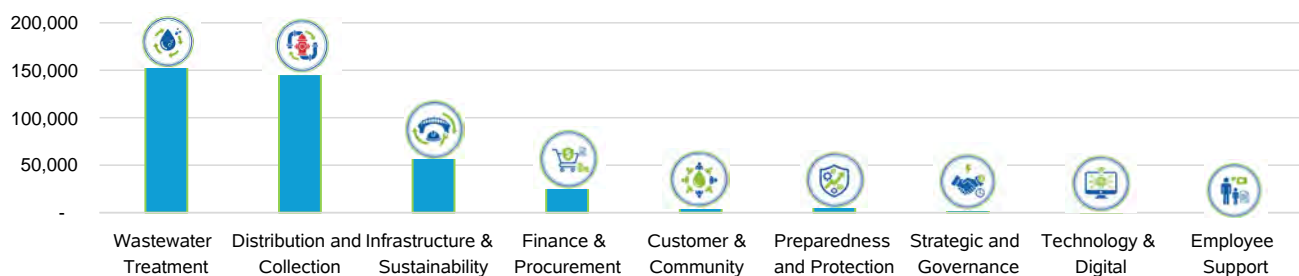 200,000
150,000
100,000
50,000
-
Wastewater Treatment
Distribution and Collection
Infrastructure & Sustainability
Finance & Procurement
Customer & Community
Preparedness and Protection
Strategic and Governance
Technology & Digital
Employee Support